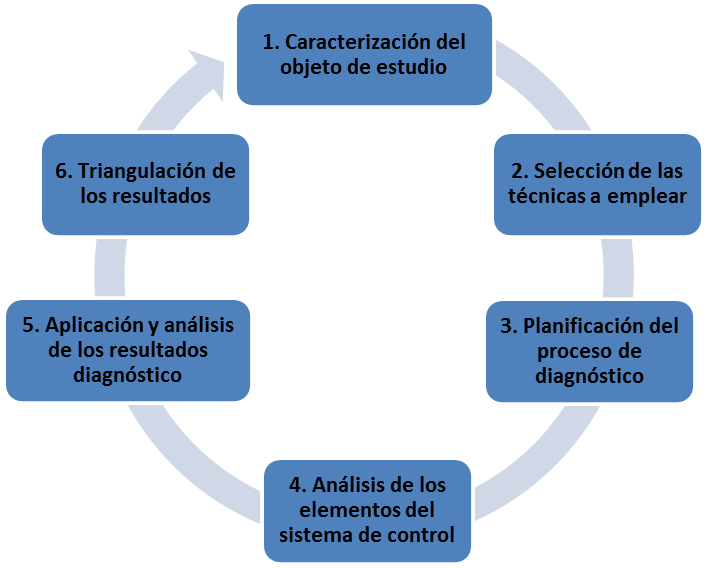 1. Caracterización del
objeto de estudio
2. Selección de las
técnicas a emplear
3. Planificación del
proceso de
diagnóstico
4. Análisis de los
elementos del
sistema de control
5. Aplicación y análisis
de los resultados
diagnóstico
6. Triangulación de
los resultados